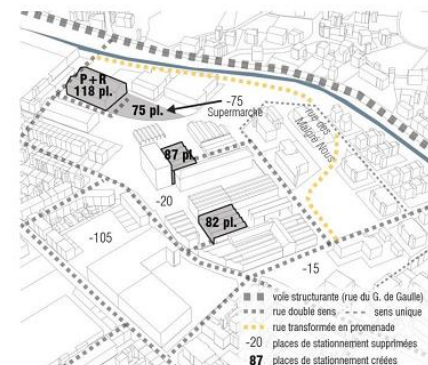 P+R
118 pl.
75 pl.
-75
Supermarché
rue des
Malgré Nous
87 pl.
-20
82 pl.
-105
-15
voie structurante (rue du G. de Gaulle)
rue double sens
sens unique
rue transformée en promenade
-20 places de stationnement supprimées
87 places de stationnement créées